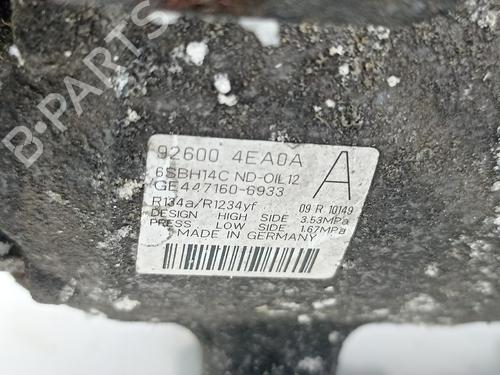 B-PARTS
92600 4EA0A A
6SBH14C ND-OIL12
GE447160-6933
R134a/R1234yf 09 R 10149
DESIGN HIGH SIDE 3.53MPa
PRESS LOW SIDE 1.67MPa
MADE IN GERMANY